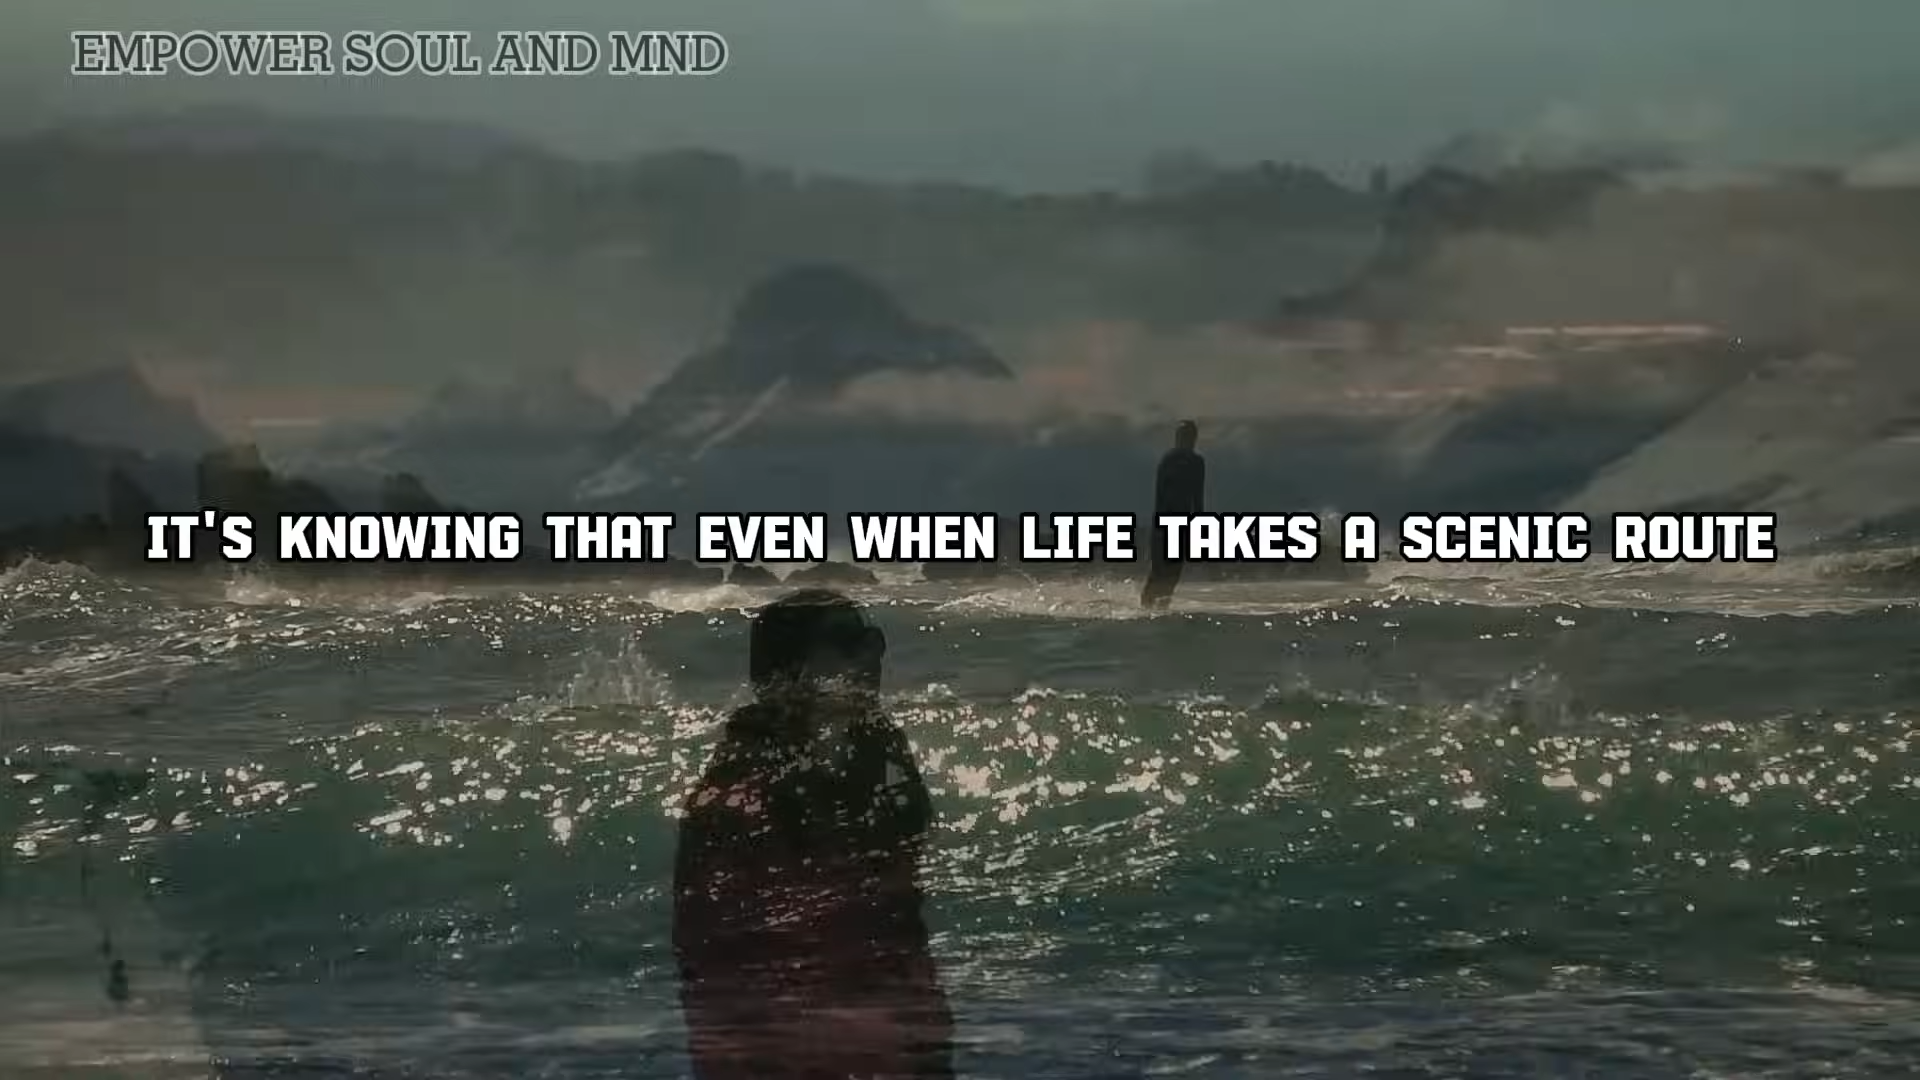 EMPOWER SOUL AND MND
IT'S KNOWING THAT EVEN WHEN LIFE TAKES A SCENIC ROUTE